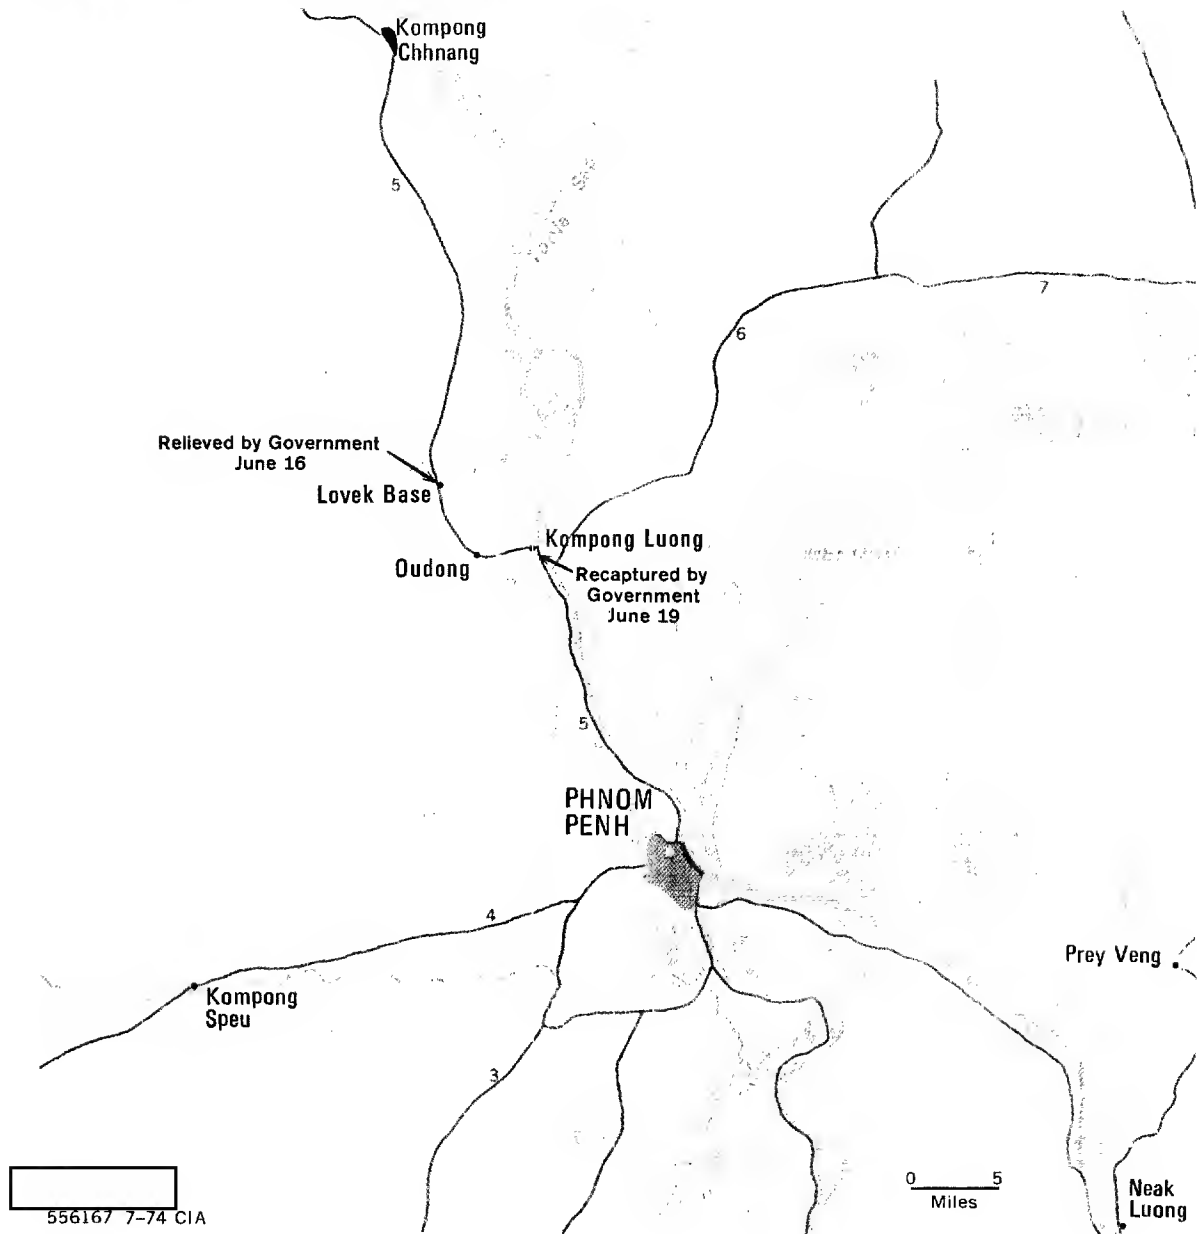 Kompong
Chhnang
5
7
6
Relieved by Government
June 16
Lovek Base
Kompong Luong
Oudong
Recaptured by
Government
June 19
5
PHNOM
PENH
4
Prey Veng
Kompong
Speu
3
0 5
Miles
Neak
Luong
556167 7-74 CIA